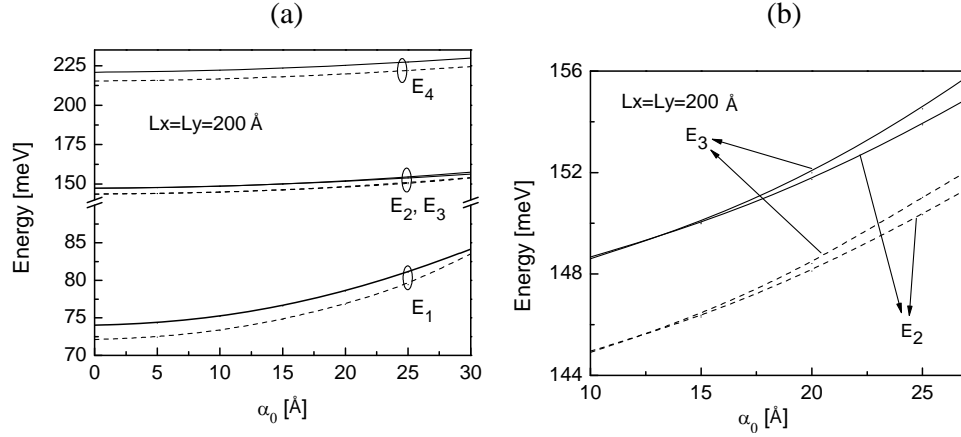 (a)
(b)
Energy [meV]
225
200
175
150
85
80
75
70
Lx=Ly=200 Å
E4
E2, E3
E1
0 5 10 15 20 25 30
α0 [Å]
Energy [meV]
156
152
148
144
Lx=Ly=200 Å
E3
E2
10 15 20 25
α0 [Å]